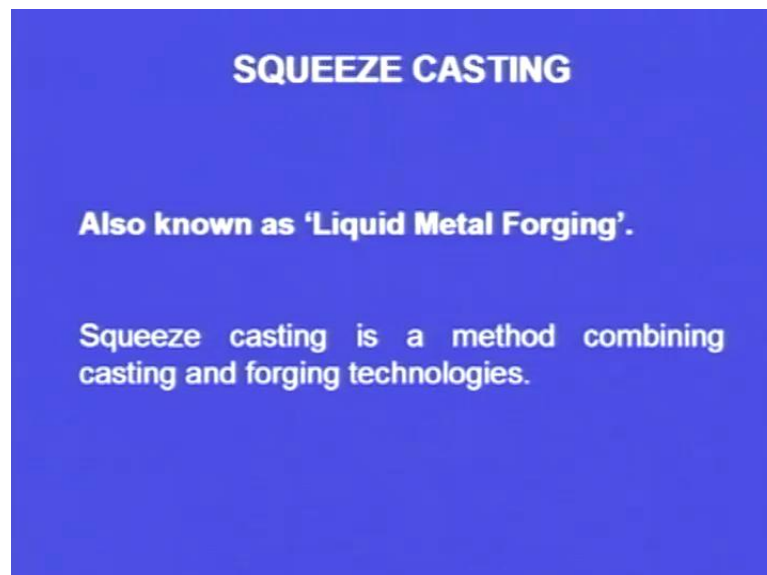 SQUEEZE CASTING
Also known as ‘Liquid Metal Forging’.
Squeeze casting is a method combining
casting and forging technologies.